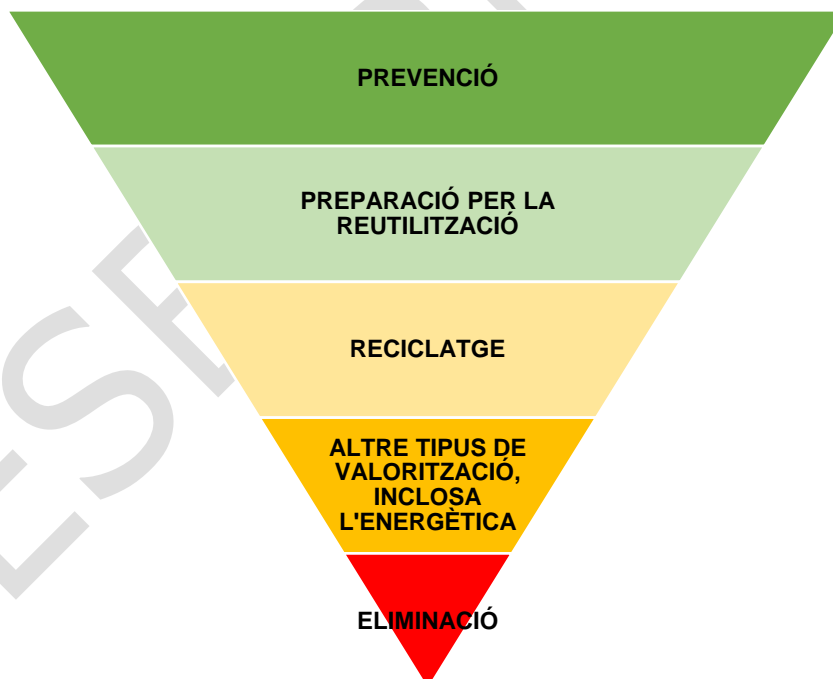 PREVENCIÓ
PREPARACIÓ PER LA
REUTILITZACIÓ
RECICLATGE
ALTRE TIPUS DE
VALORITZACIÓ,
INCLOSA
L'ENERGÈTICA
ELIMINACIÓ